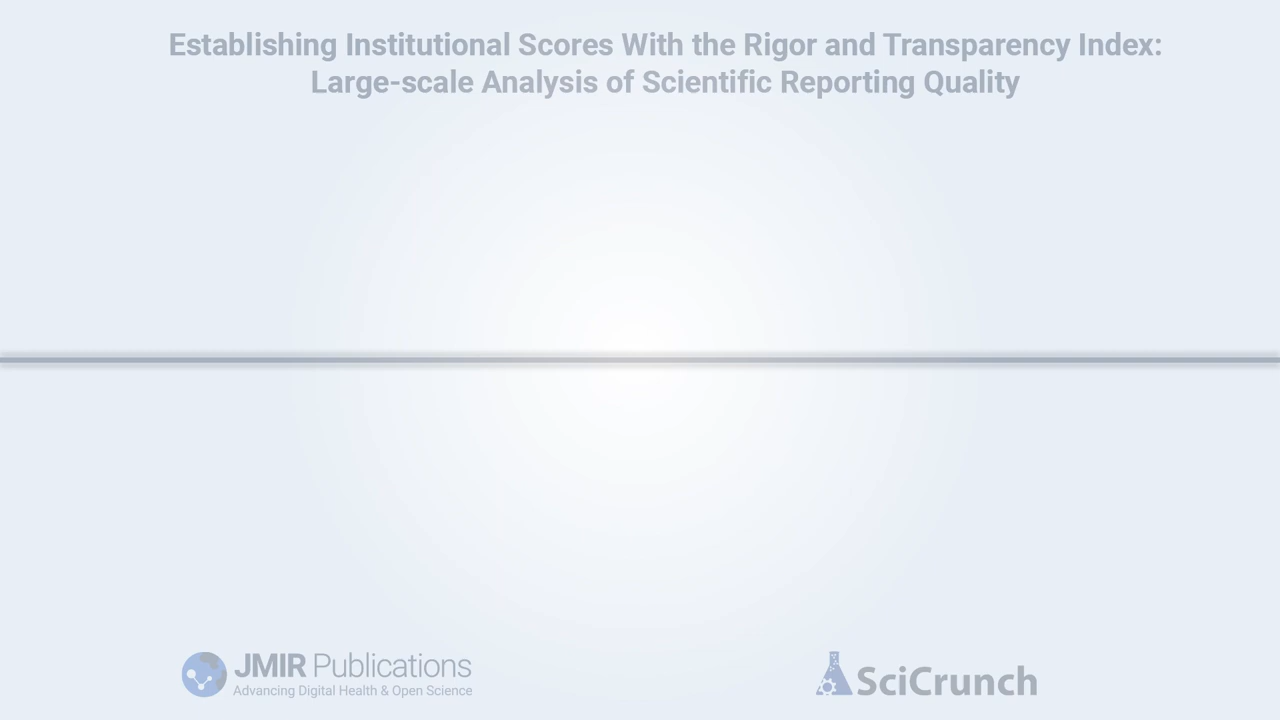 Establishing Institutional Scores With the Rigor and Transparency Index:
Large-scale Analysis of Scientific Reporting Quality
JMIR Publications
Advancing Digital Health & Open Science
SciCrunch